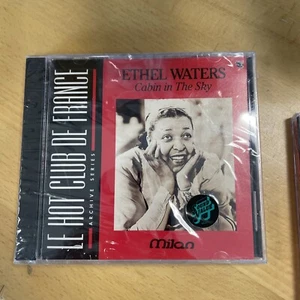 LE HOT CLUB DE FRANCE
ARCHIVE SERIES
ETHEL WATERS
Cabin in The Sky
Milan